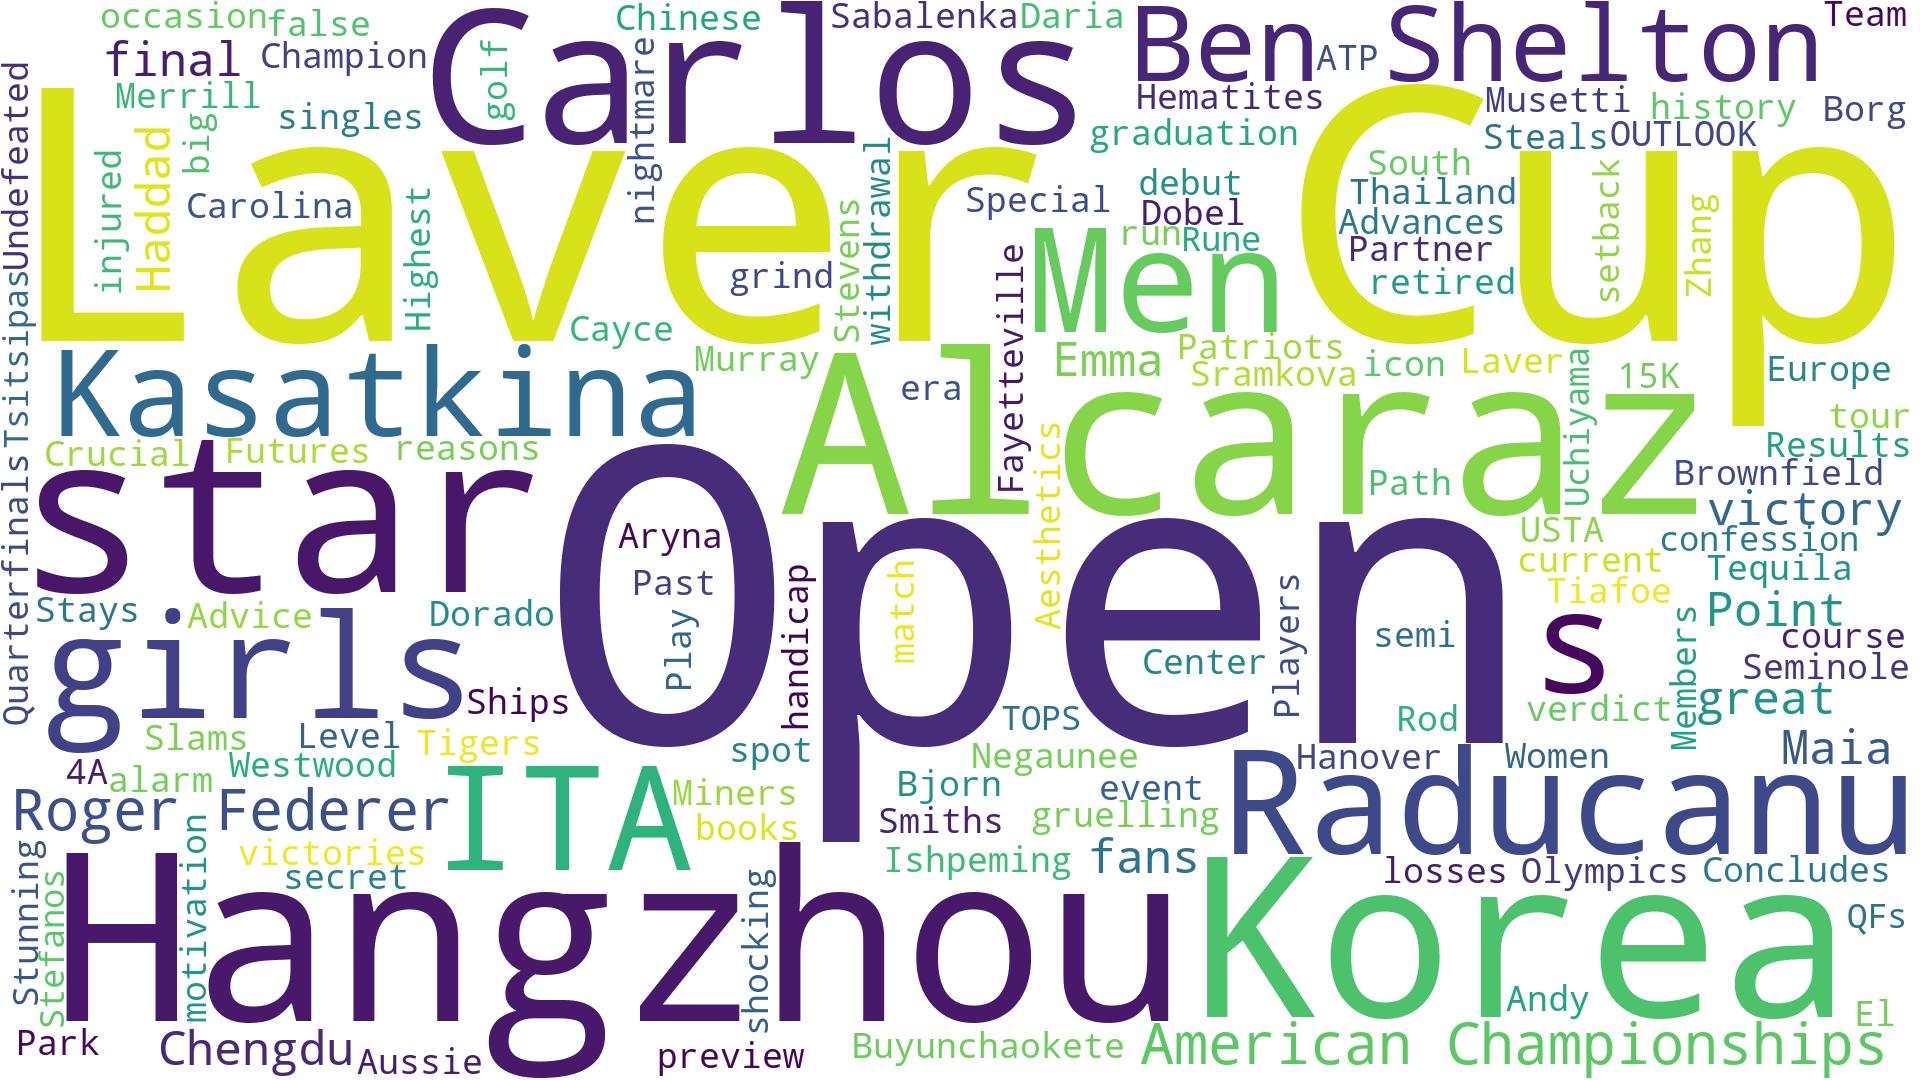 occasion
false
Chinese
Sabalenka
Daria
Team
final
Champion
Carlos
golf
Ben Shelton
ATP
Merrill
singles
nightmare
Hematites
Musetti
history
Borg
Undefeated
big
graduation
Steals
OUTLOOK
Laver Cup
injured
Haddad
Carolina
Highest
Stevens
withdrawal
Special
debut
Dobel
South
Thailand
Advances
Partner
retired
setback
Zhang
run
Rune
Men
grind
Cayce
Fayetteville
Tsitsipas
Kasatkina
Murray
era
Alcaraz
Emma
Patriots
Sramkova
icon
Laver
Uchiyama
15K
Europe
tour
Results
Crucial
Futures
reasons
Aesthetics
Path
Brownfield
victory
star
Open
Quarterfinals
Aryna
Past
Play
handicap
match
Players
semi
Center
USTA
current
confession
Tiafoe
Tequila
Stays
Advice
Dorado
s
Members
Point
course
Seminole
girls
Ships
TOPS
Rod
verdict
great
Slams
Level
Tigers
spot
Negaunee
Hanover
Women
Maia
4A
alarm
Westwood
ITA
Miners
Bjorn
event
Raducanu
Roger Federer
books
Smiths
gruelling
victories
secret
Ishpeming
fans
losses
Olympics
Concludes
Stunning
Stefanos
motivation
Hangzhou
shocking
Korea
QFs
Andy
El
Park
Chengdu
Aussie
preview
Buyunchaokete
American Championships